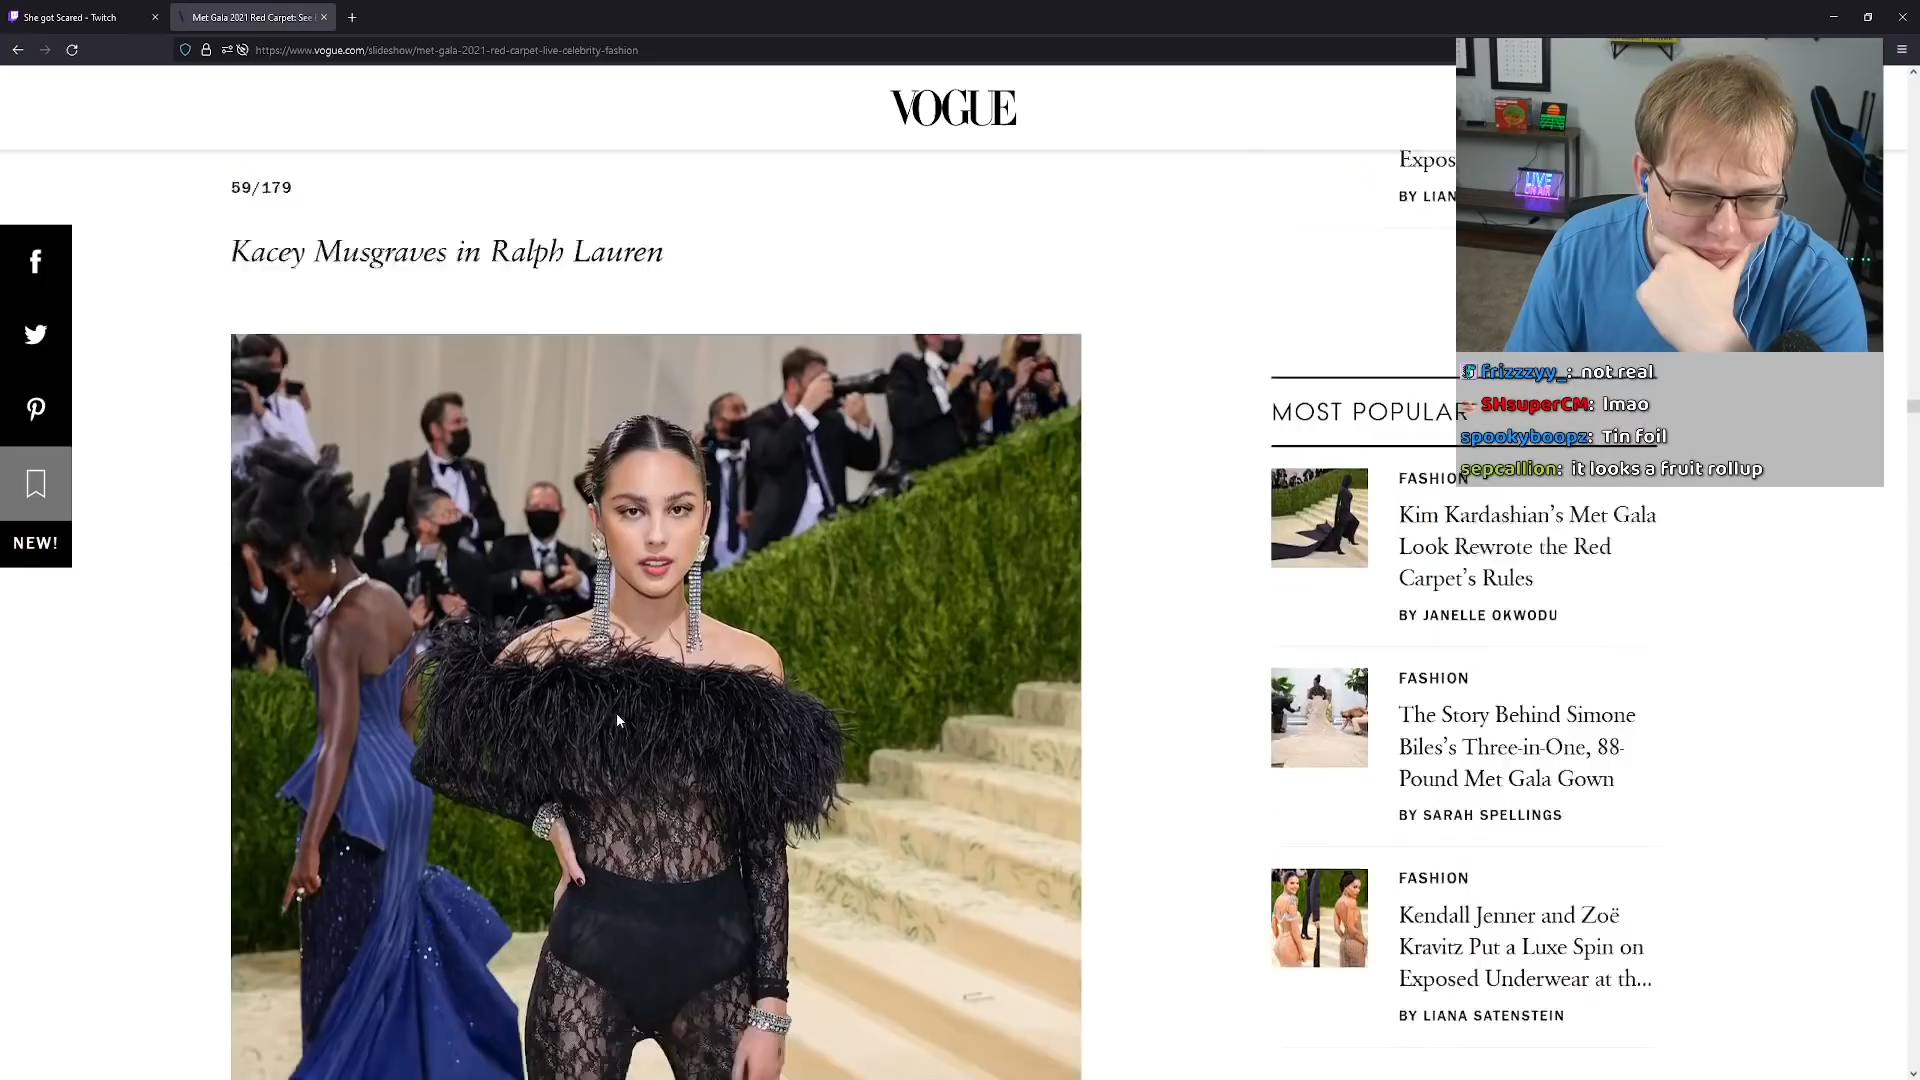 She got Scared - Twitch
Met Gala 2021 Red Carpet: See
https://www.vogue.com/slideshow/met-gala-2021-red-carpet-live-celebrity-fashion
VOGUE
59/179
Kacey Musgraves in Ralph Lauren
NEW!
Expos
BY LIAN
LIVE
ON AIR
frizzzyy_: not real
SHsuperCM: lmao
spookyboopz: Tin foil
sepcallion: it looks a fruit rollup
MOST POPULAR
FASHION
Kim Kardashian’s Met Gala
Look Rewrote the Red
Carpet’s Rules
BY JANELLE OKWODU
FASHION
The Story Behind Simone
Biles’s Three-in-One, 88-
Pound Met Gala Gown
BY SARAH SPELLINGS
FASHION
Kendall Jenner and Zoë
Kravitz Put a Luxe Spin on
Exposed Underwear at th...
BY LIANA SATENSTEIN